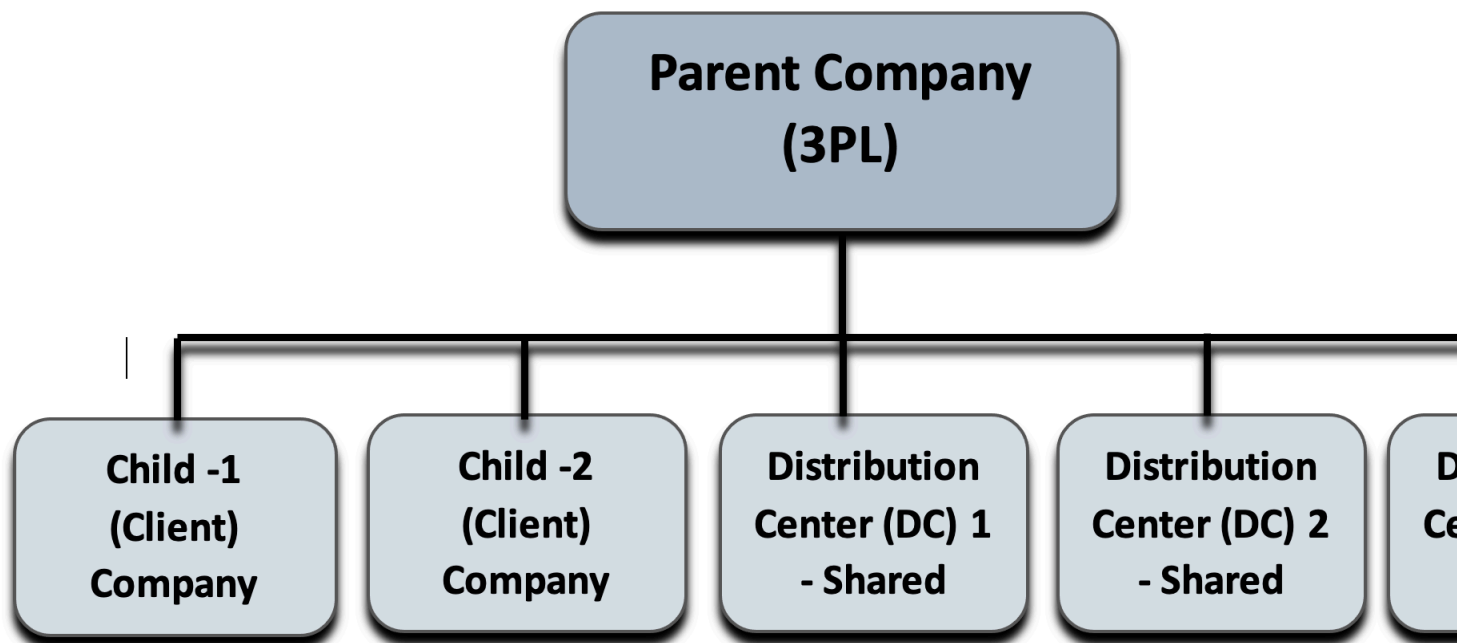 Parent Company
(3PL)
Child -1
(Client)
Company
Child -2
(Client)
Company
Distribution
Center (DC) 1
- Shared
Distribution
Center (DC) 2
- Shared